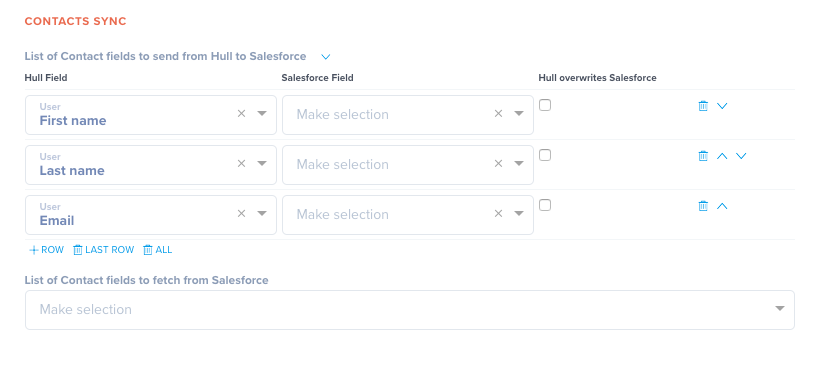 CONTACTS SYNC
List of Contact fields to send from Hull to Salesforce
Hull Field Salesforce Field Hull overwrites Salesforce
User
First name Make selection
User
Last name Make selection
User
Email Make selection
ROW LAST ROW ALL
List of Contact fields to fetch from Salesforce
Make selection